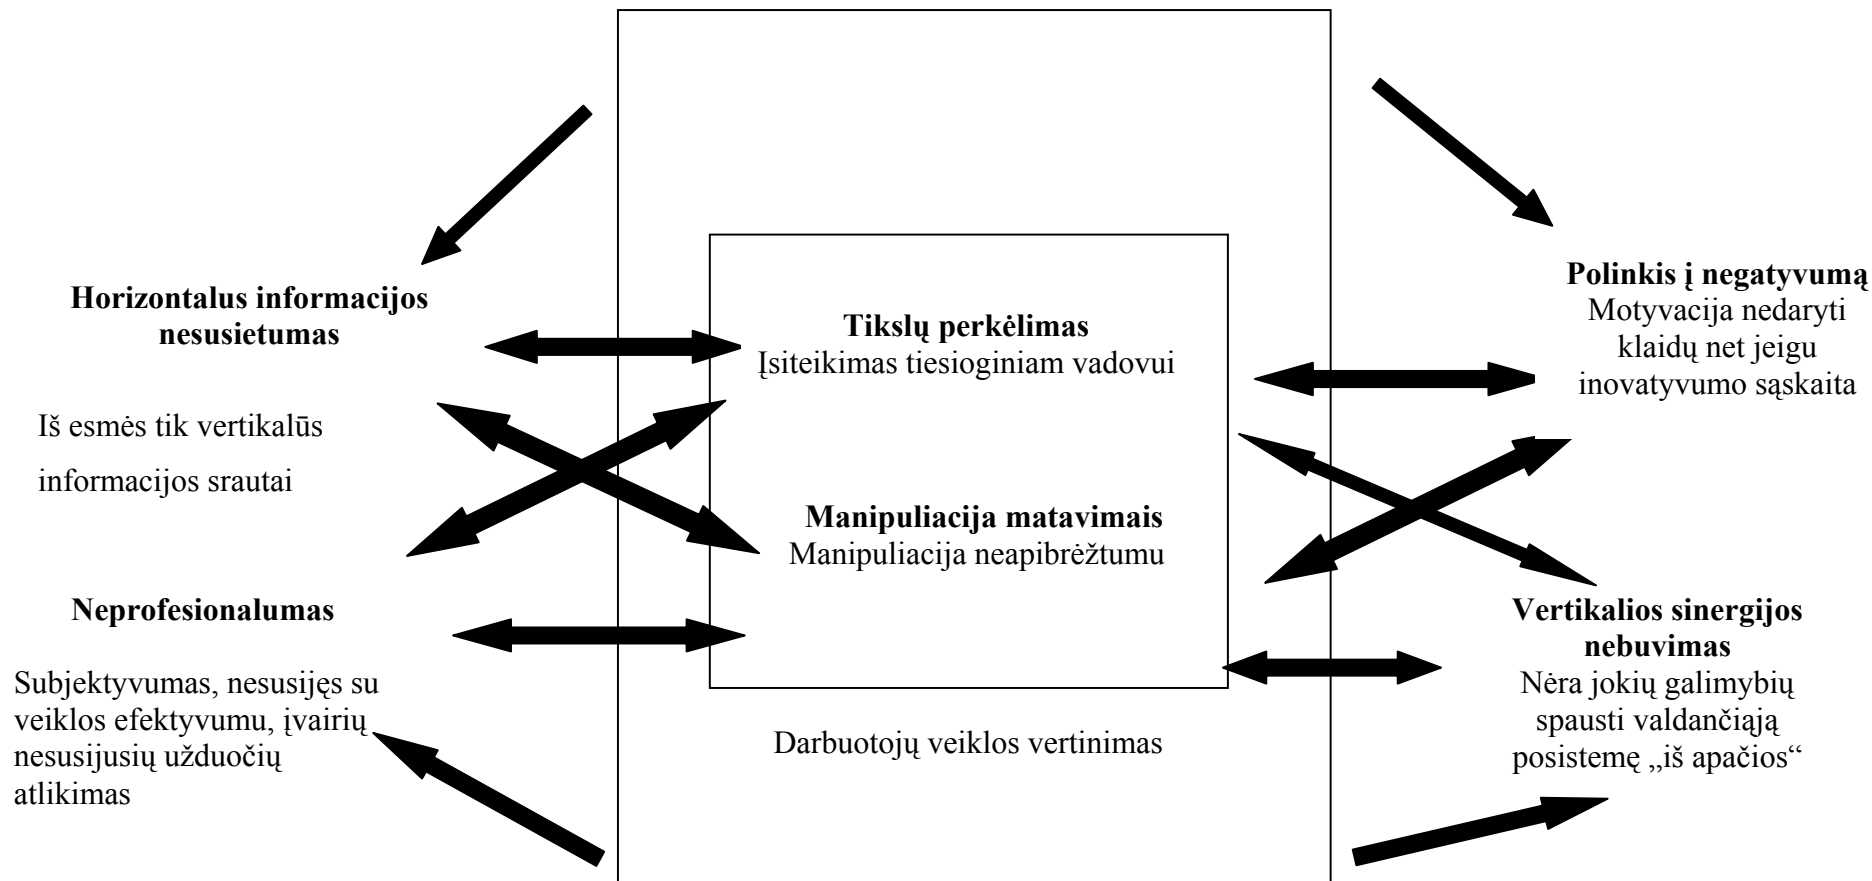 Horizontalus informacijos
nesusietumas
Iš esmės tik vertikalūs
informacijos srautai
Neprofesionalumas
Subjektyvumas, nesusijęs su
veiklos efektyvumu, įvairių
nesusijusių užduočių
atlikimas
Tikslų perkėlimas
Įsiteikimas tiesioginiam vadovui
Manipuliacija matavimais
Manipuliacija neapibrėžtumu
Darbuotojų veiklos vertinimas
Polinkis į negatyvumą
Motyvacija nedaryti
klaidų net jeigu
inovatyvumo sąskaita
Vertikalios sinergijos
nebuvimas
Nėra jokių galimybių
spausti valdančiąją
posistemę „iš apačios“